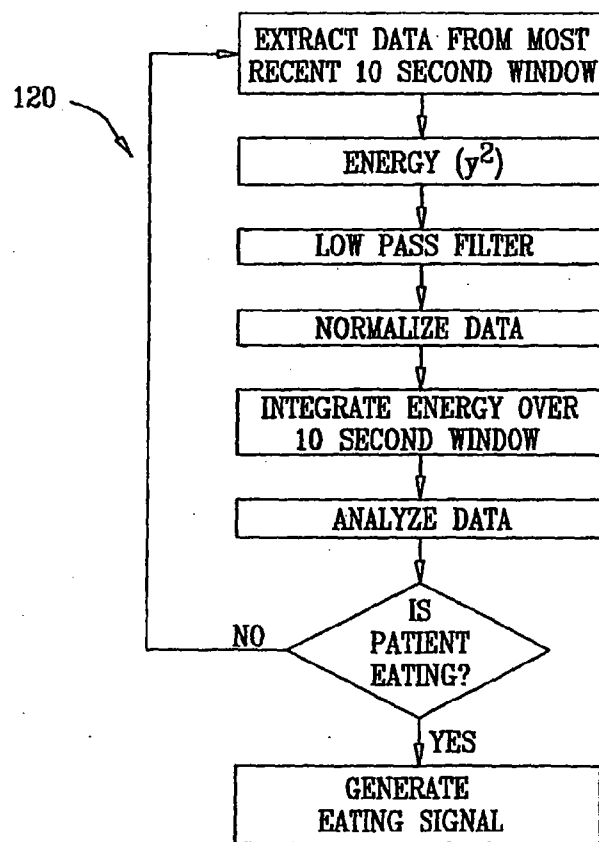 EXTRACT DATA FROM MOST
RECENT 10 SECOND WINDOW
120
ENERGY (y²)
LOW PASS FILTER
NORMALIZE DATA
INTEGRATE ENERGY OVER
10 SECOND WINDOW
ANALYZE DATA
IS
PATIENT
EATING?
NO
YES
GENERATE
EATING SIGNAL